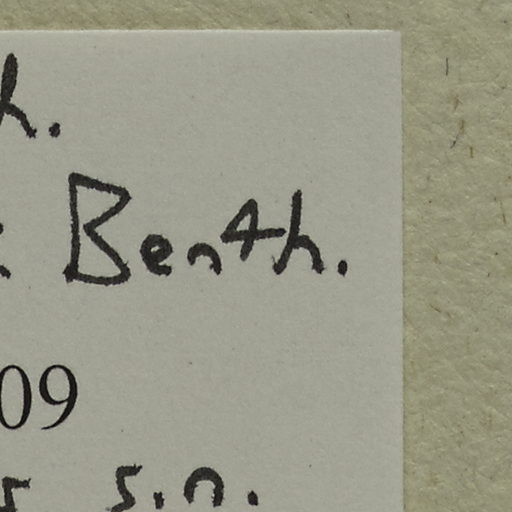 h.
Benth.
09
s s.n.